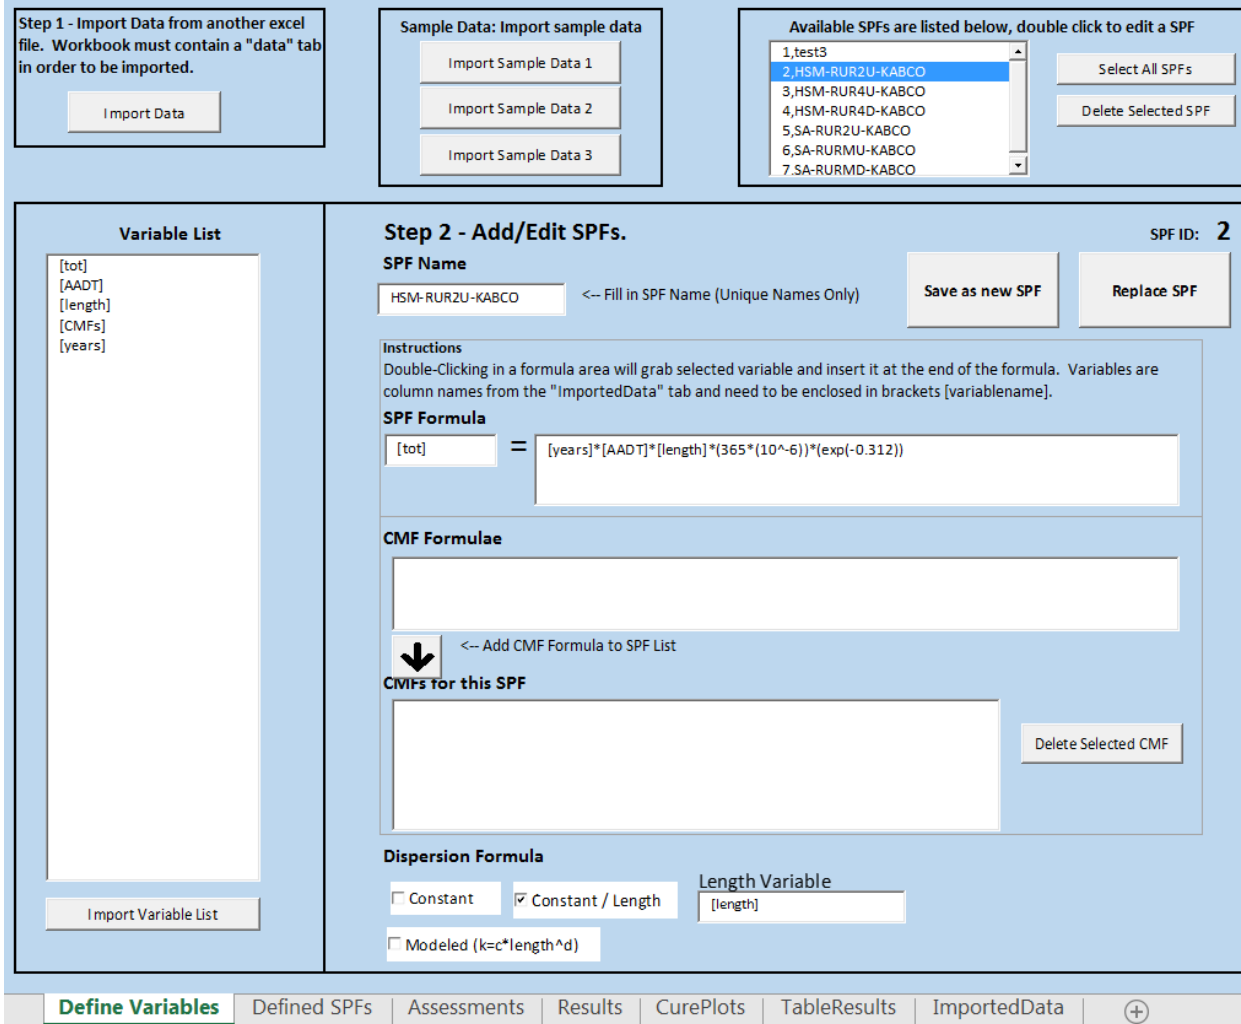 Step 1 - Import Data from another excel
file.  Workbook must contain a "data" tab
in order to be imported.
Import Data
Sample Data: Import sample data
Import Sample Data 1
Import Sample Data 2
Import Sample Data 3
Available SPFs are listed below, double click to edit a SPF
1,test3
2,HSM-RUR2U-KABCO
3,HSM-RUR4U-KABCO
4,HSM-RUR4D-KABCO
5,SA-RUR2U-KABCO
6,SA-RURMU-KABCO
7.SA-RURMD-KABCO
Select All SPFs
Delete Selected SPF
Variable List
[tot]
[AADT]
[length]
[CMFs]
[years]
Import Variable List
Step 2 - Add/Edit SPFs.
SPF ID: 2
SPF Name
HSM-RUR2U-KABCO
<-- Fill in SPF Name (Unique Names Only)
Save as new SPF
Replace SPF
Instructions
Double-Clicking in a formula area will grab selected variable and insert it at the end of the formula.  Variables are
column names from the "ImportedData" tab and need to be enclosed in brackets [variablename].
SPF Formula
[tot] = [years]*[AADT]*[length]*(365*(10^-6))*(exp(-0.312))
CMF Formulae
<-- Add CMF Formula to SPF List
CMFs for this SPF
Delete Selected CMF
Dispersion Formula
Constant
Constant / Length
Length Variable
[length]
Modeled (k=c*length^d)
Define Variables
Defined SPFs
Assessments
Results
CurePlots
TableResults
ImportedData